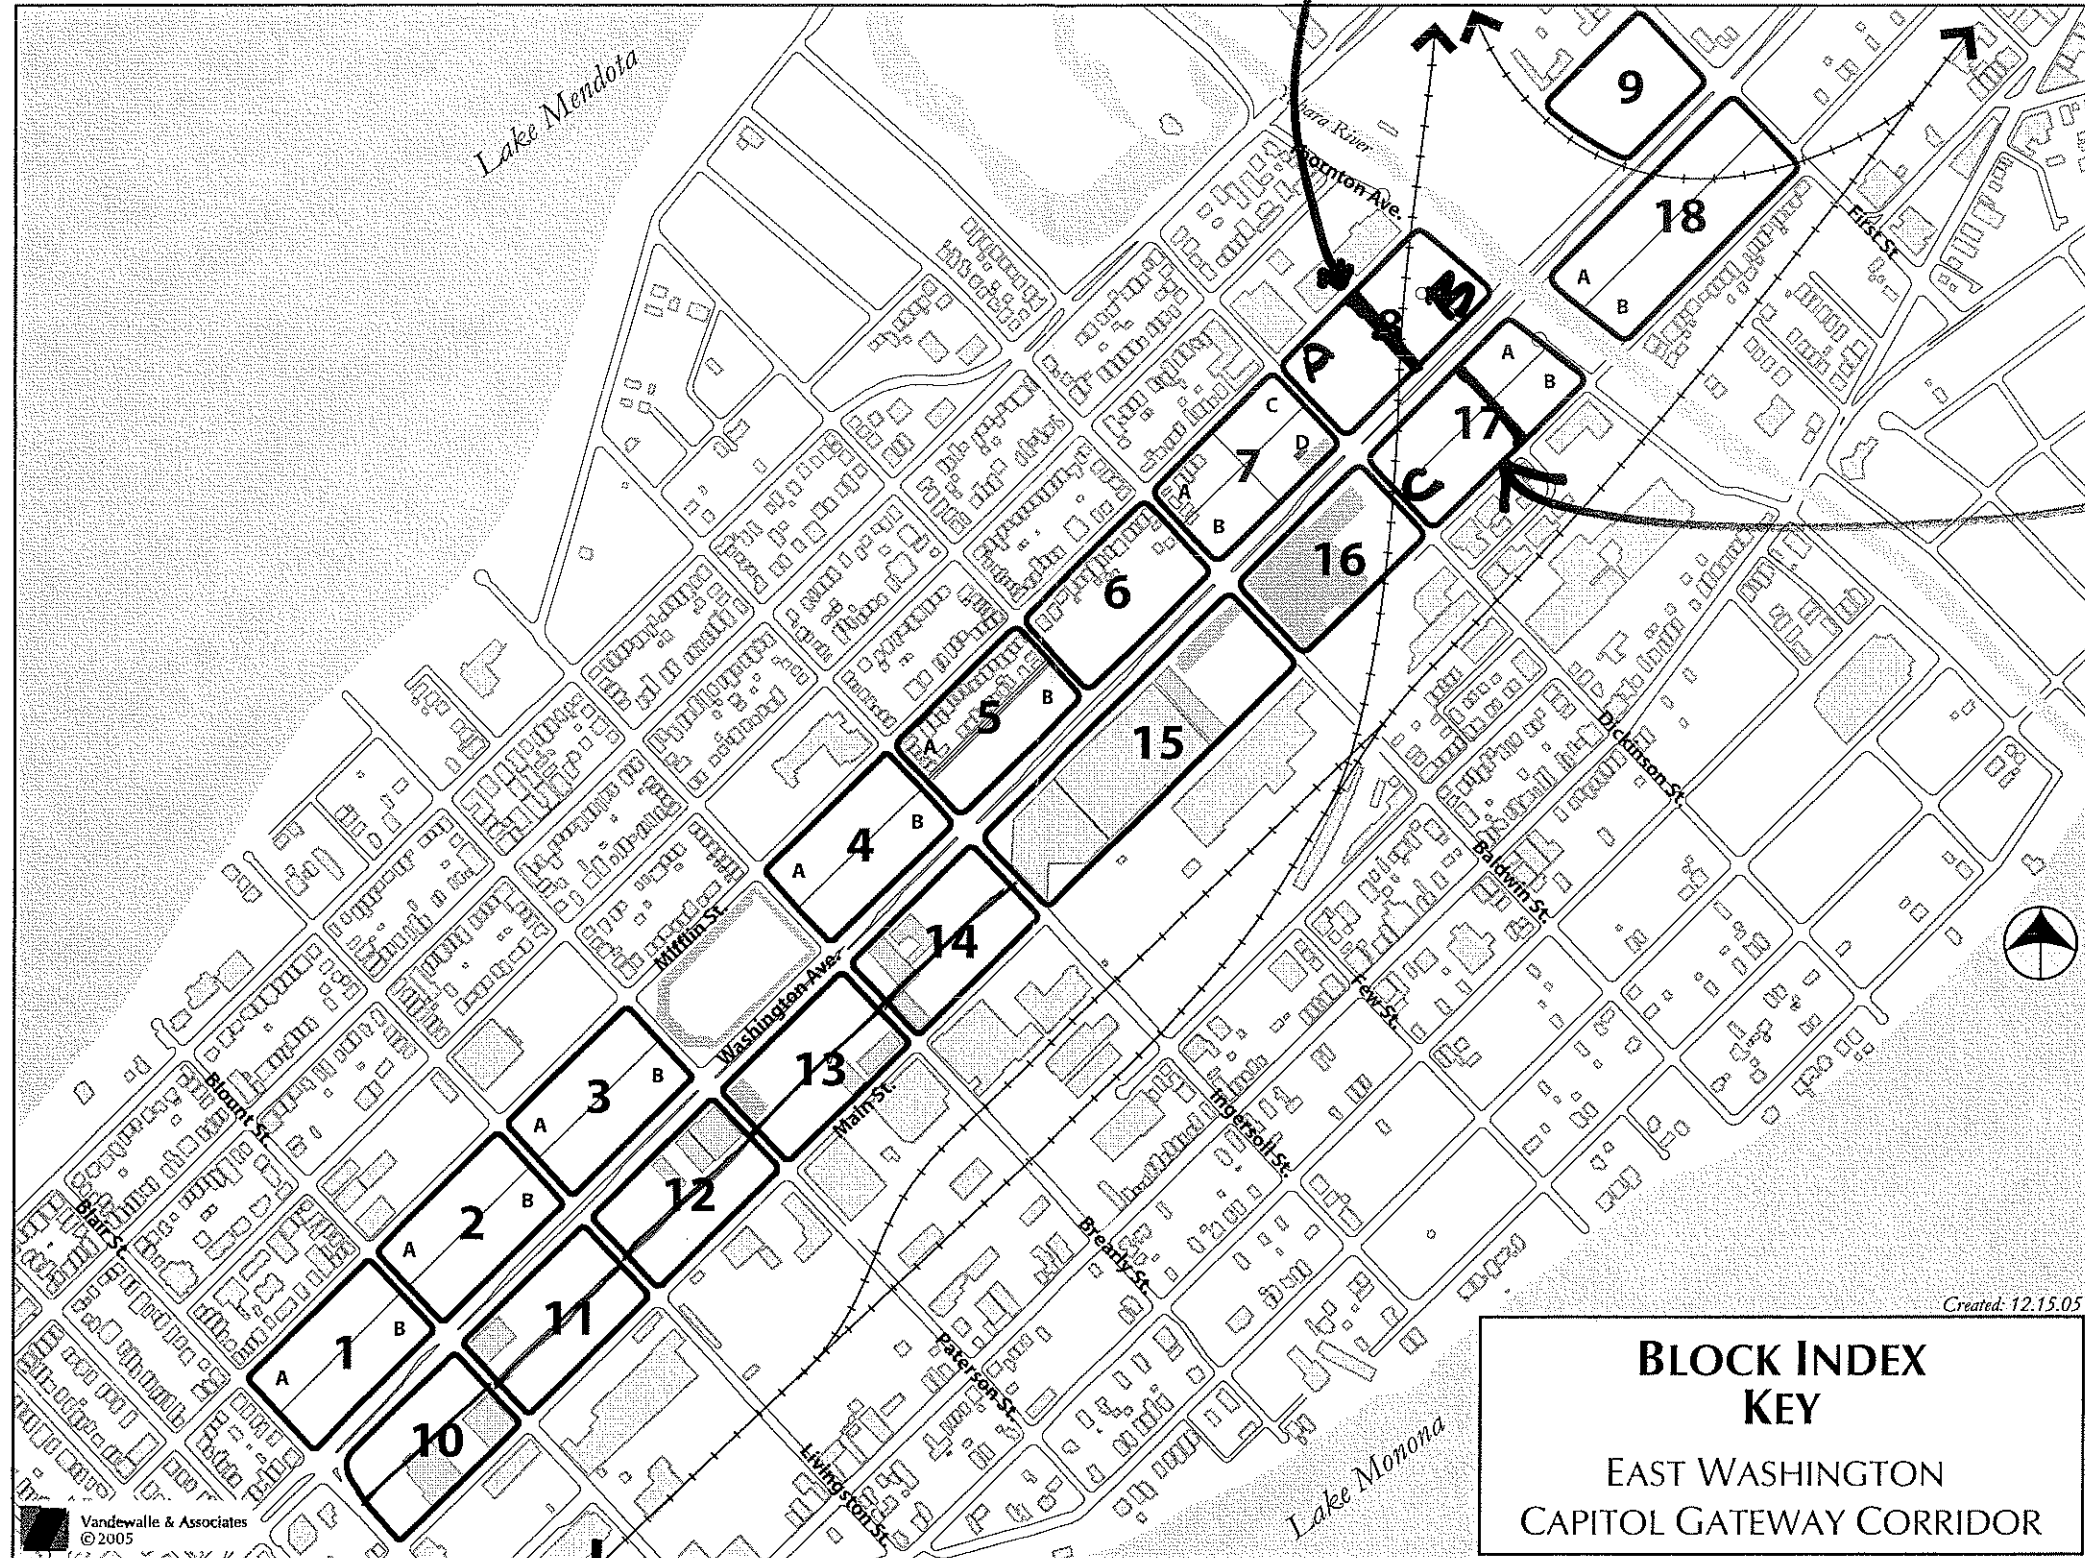 Lake Mendota
Thornton Ave.
9
18
A
B
First St.
8
A
B
A
B
17
C
C
D
7
A
B
16
6
5
B
A
15
Dickinson St.
4
B
A
Baldwin St.
14
Mifflin St.
Washington Ave.
Few St.
13
3
B
A
Main St.
Ingersoll St.
Blount St.
12
2
B
A
Blair St.
Brearly St.
11
1
B
A
Paterson St.
10
Livingston St.
Lake Monona
Created: 12.15.05
BLOCK INDEX
KEY
EAST WASHINGTON
CAPITOL GATEWAY CORRIDOR
Vandewalle & Associates
©2005